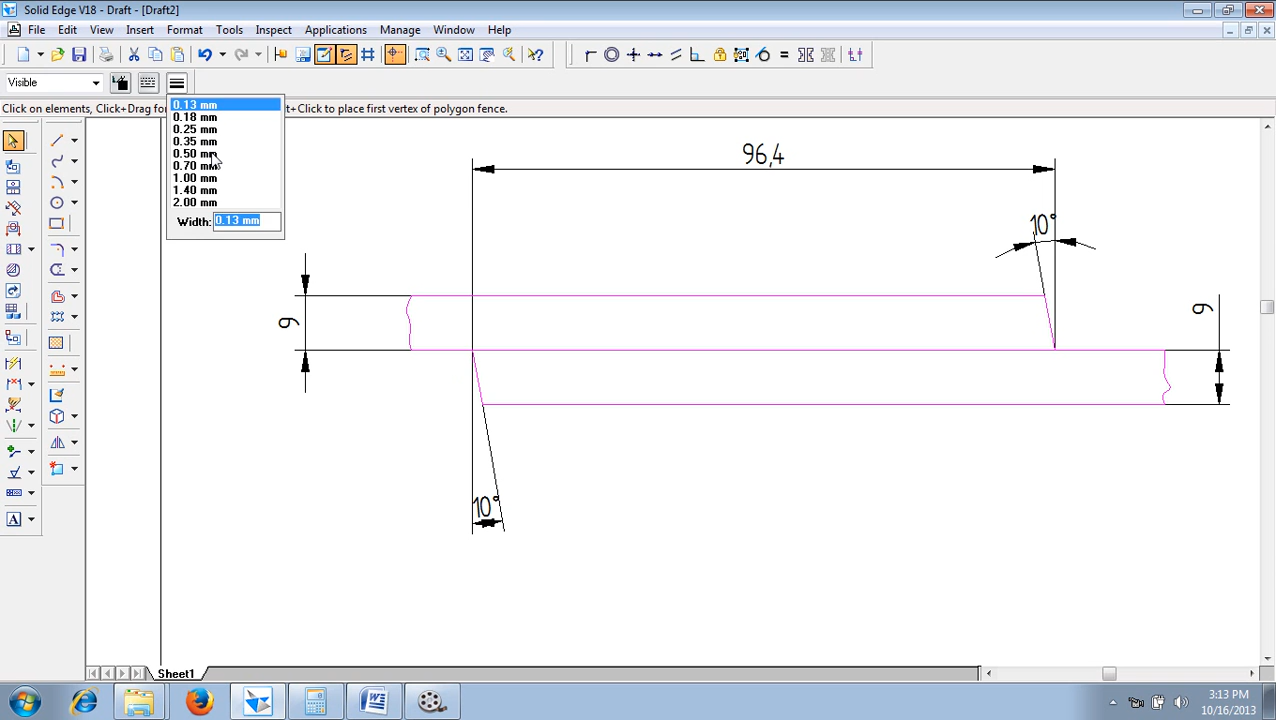 Solid Edge V18 - Draft - [Draft2]
File Edit View Insert Format Tools Inspect Applications Manage Window Help
Visible
Click on elements, Click+Drag for
t+Click to place first vertex of polygon fence.
0.13 mm
0.18 mm
0.25 mm
0.35 mm
0.50 mm
0.70 mm
1.00 mm
1.40 mm
2.00 mm
Width: 0.13 mm
96,4
10°
9
9
10°
A
Sheet1
3:13 PM
10/16/2013